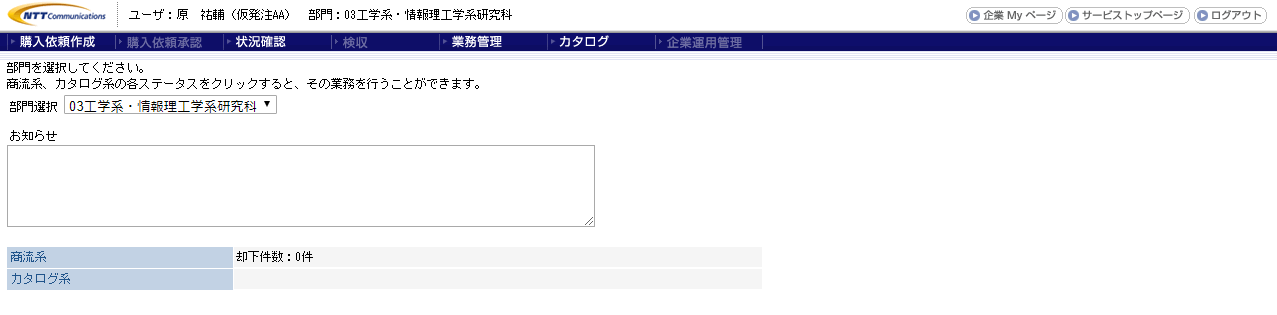 NTT Communications ユーザ：原　祐輔（仮発注AA）　部門：03工学系・情報理工学系研究科 企業 My ページ サービストップページ ログアウト
購入依頼作成 購入依頼承認 状況確認 検収 業務管理 カタログ 企業運用管理
部門を選択してください。
商流系、カタログ系の各ステータスをクリックすると、その業務を行うことができます。
部門選択 03工学系・情報理工学系研究科 ▼
お知らせ
商流系 却下件数：0件
カタログ系